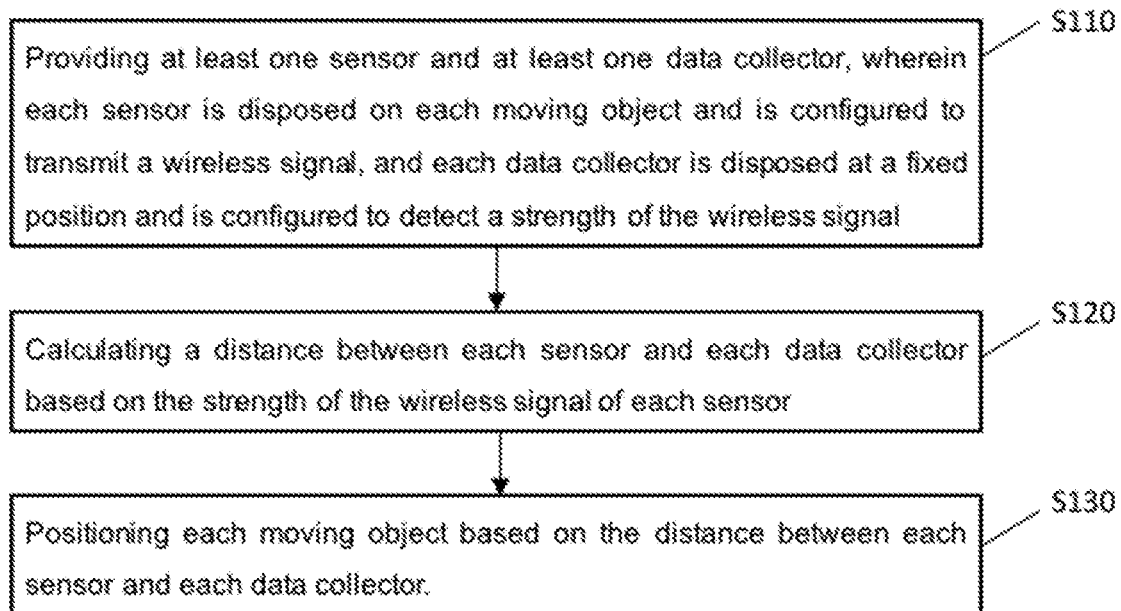 S110
Providing at least one sensor and at least one data collector, wherein
each sensor is disposed on each moving object and is configured to
transmit a wireless signal, and each data collector is disposed at a fixed
position and is configured to detect a strength of the wireless signal
S120
Calculating a distance between each sensor and each data collector
based on the strength of the wireless signal of each sensor
S130
Positioning each moving object based on the distance between each
sensor and each data collector.